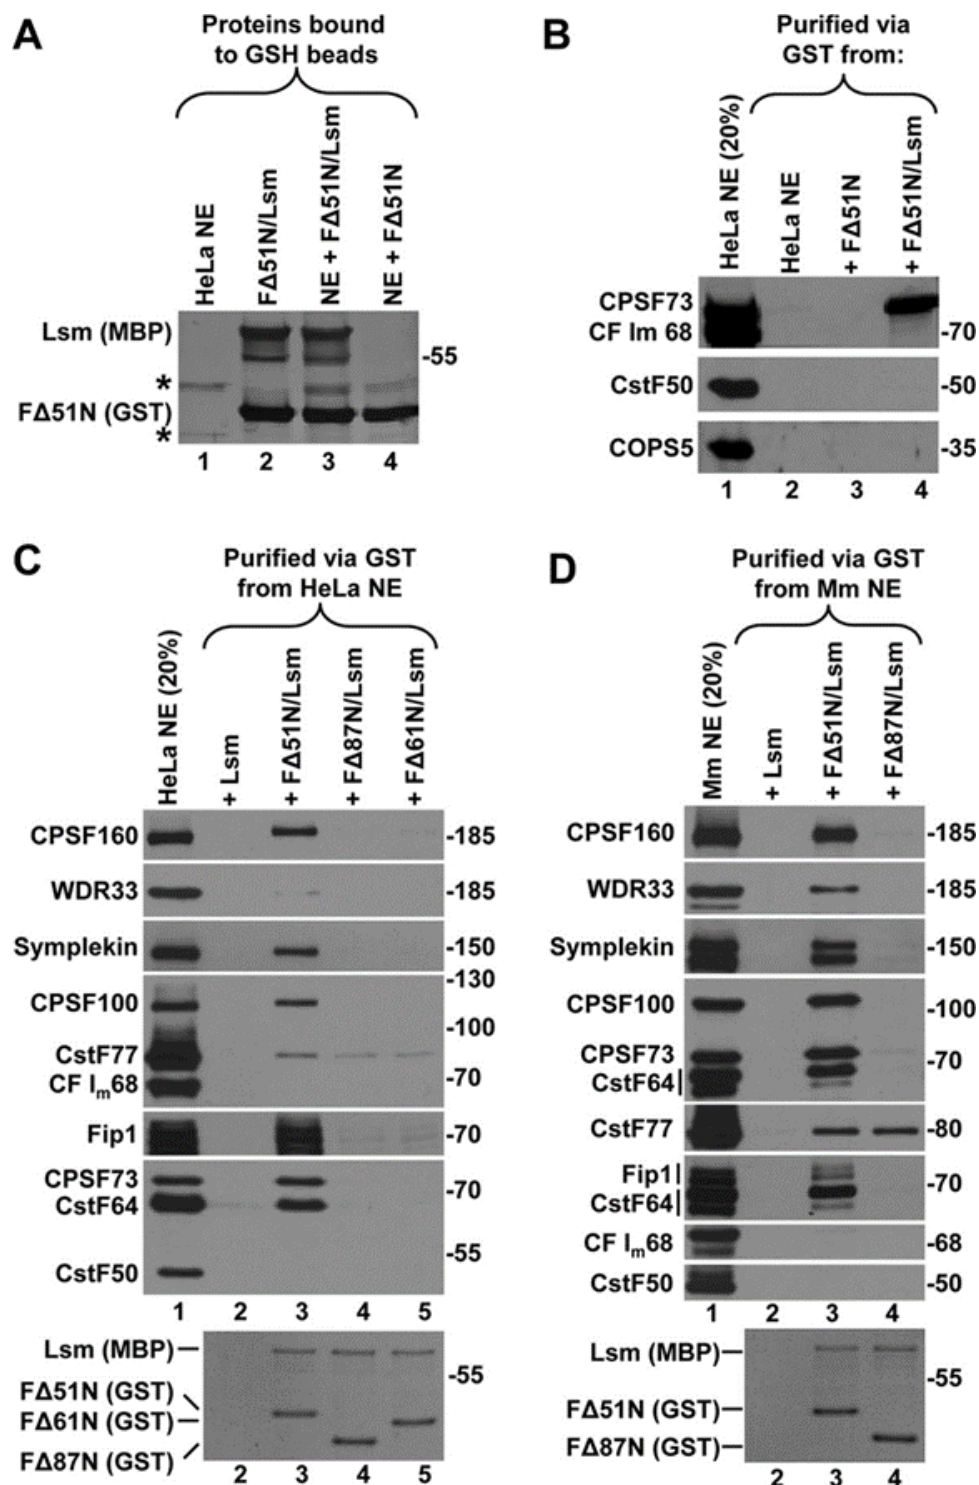 A
Proteins bound
to GSH beads
HeLa NE
FΔ51N/Lsm
NE + FΔ51N/Lsm
NE + FΔ51N
Lsm (MBP)
-55
*
FΔ51N (GST)
*
1 2 3 4
B
Purified via
GST from:
HeLa NE (20%)
HeLa NE
+ FΔ51N
+ FΔ51N/Lsm
CPSF73
CF Im 68
-70
CstF50
-50
COPS5
-35
1 2 3 4
C
Purified via GST
from HeLa NE
HeLa NE (20%)
+ Lsm
+ FΔ51N/Lsm
+ FΔ87N/Lsm
+ FΔ61N/Lsm
CPSF160
-185
WDR33
-185
Symplekin
-150
-130
CPSF100
-100
CstF77
CF Im68
-70
Fip1
-70
CPSF73
-70
CstF64
-55
CstF50
1 2 3 4 5
Lsm (MBP)
-55
FΔ51N (GST)
FΔ61N (GST)
FΔ87N (GST)
2 3 4 5
D
Purified via GST
from Mm NE
Mm NE (20%)
+ Lsm
+ FΔ51N/Lsm
+ FΔ87N/Lsm
CPSF160
-185
WDR33
-185
Symplekin
-150
CPSF100
-100
CPSF73
-70
CstF64
CstF77
-80
Fip1
-70
CstF64
CF Im68
-68
CstF50
-50
1 2 3 4
Lsm (MBP)
-55
FΔ51N (GST)
FΔ87N (GST)
2 3 4